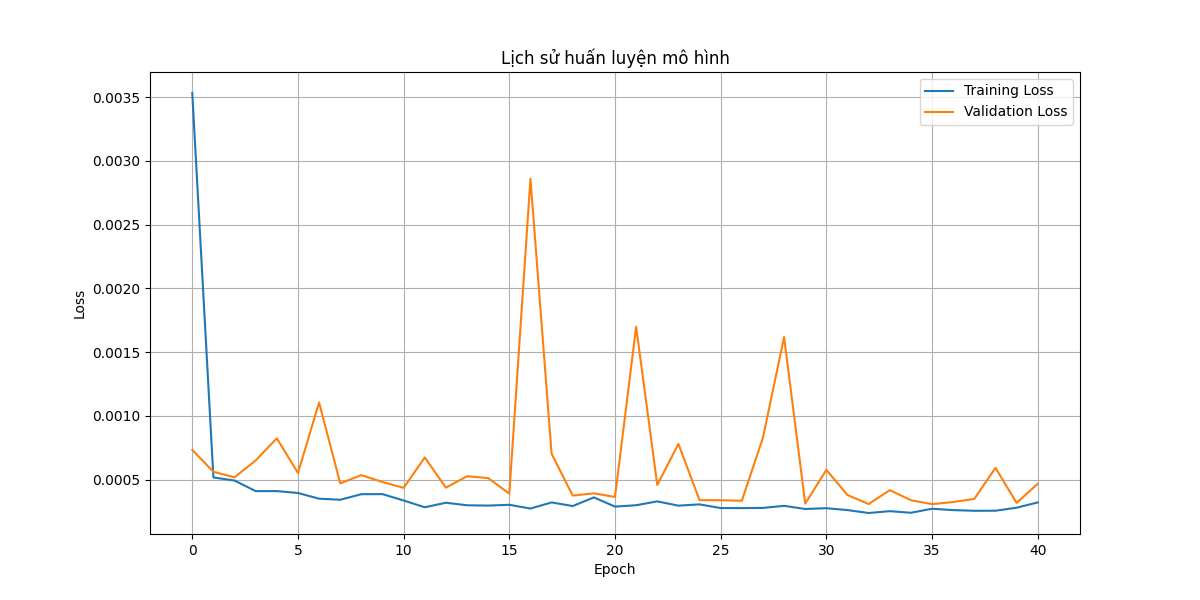 Lịch sử huấn luyện mô hình
Training Loss
Validation Loss
0.0035
0.0030
0.0025
0.0020
0.0015
0.0010
0.0005
Loss
0 5 10 15 20 25 30 35 40
Epoch